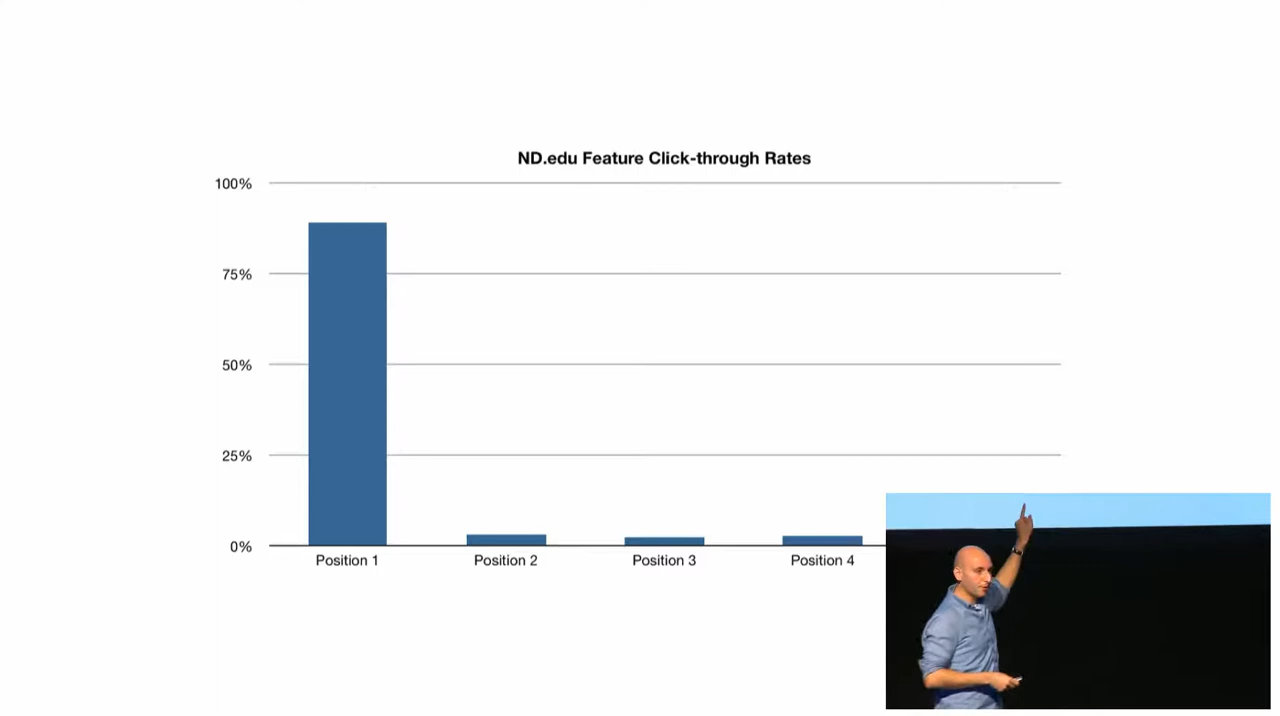 ND.edu Feature Click-through Rates
100%
75%
50%
25%
0%
Position 1
Position 2
Position 3
Position 4